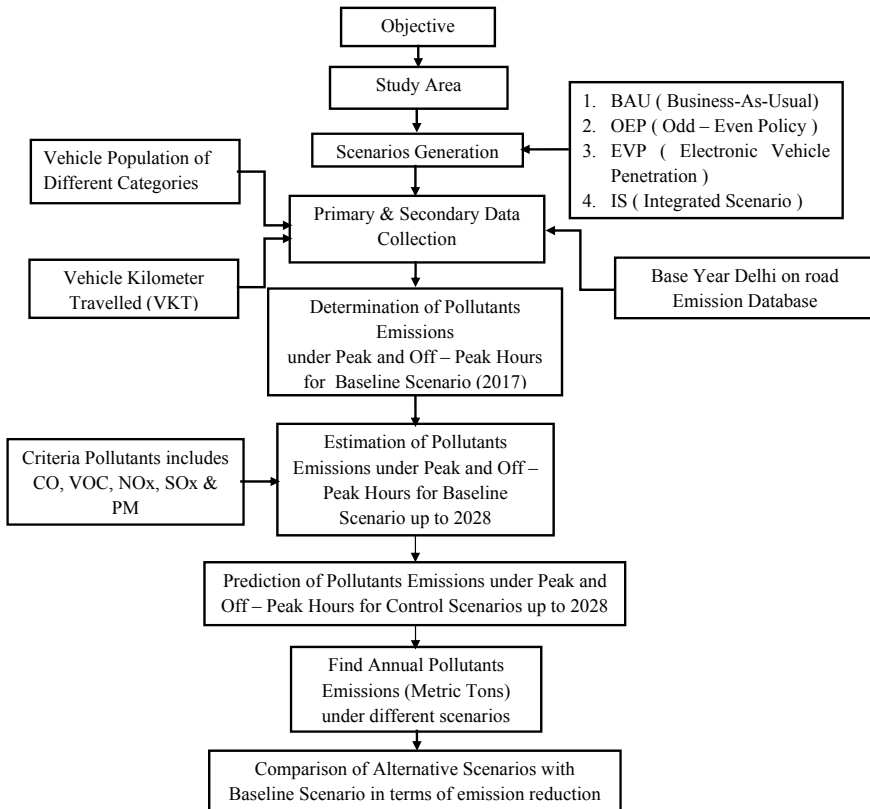 Objective
Study Area
1. BAU ( Business-As-Usual)
2. OEP ( Odd – Even Policy )
3. EVP ( Electronic Vehicle
Penetration )
4. IS ( Integrated Scenario )
Scenarios Generation
Vehicle Population of
Different Categories
Primary & Secondary Data
Collection
Vehicle Kilometer
Travelled (VKT)
Base Year Delhi on road
Emission Database
Determination of Pollutants
Emissions
under Peak and Off – Peak Hours
for Baseline Scenario (2017)
Criteria Pollutants includes
CO, VOC, NOx, SOx &
PM
Estimation of Pollutants
Emissions under Peak and Off –
Peak Hours for Baseline
Scenario up to 2028
Prediction of Pollutants Emissions under Peak and
Off – Peak Hours for Control Scenarios up to 2028
Find Annual Pollutants
Emissions (Metric Tons)
under different scenarios
Comparison of Alternative Scenarios with
Baseline Scenario in terms of emission reduction